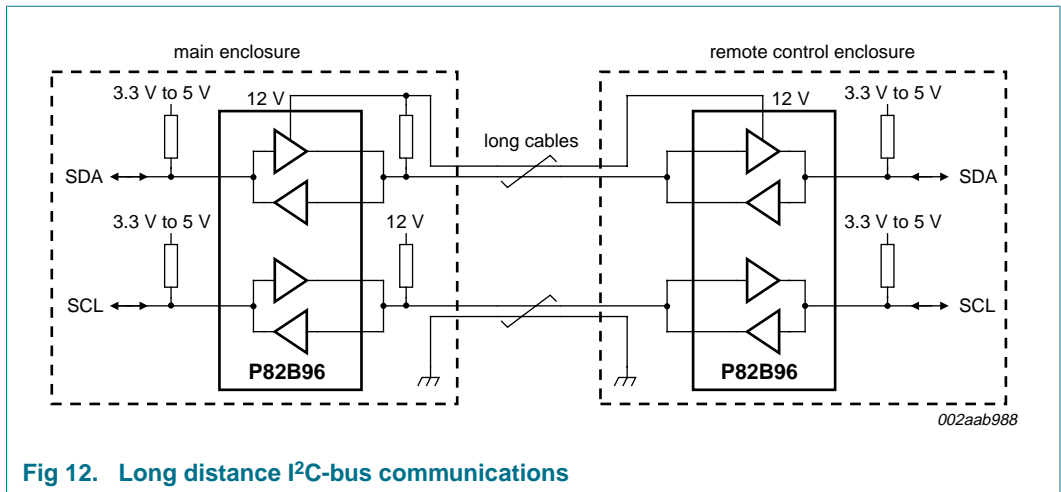 main enclosure
remote control enclosure
3.3 V to 5 V
12 V
12 V
3.3 V to 5 V
long cables
SDA
SDA
3.3 V to 5 V
12 V
3.3 V to 5 V
SCL
SCL
P82B96
P82B96
002aab988
Fig 12. Long distance I²C-bus communications